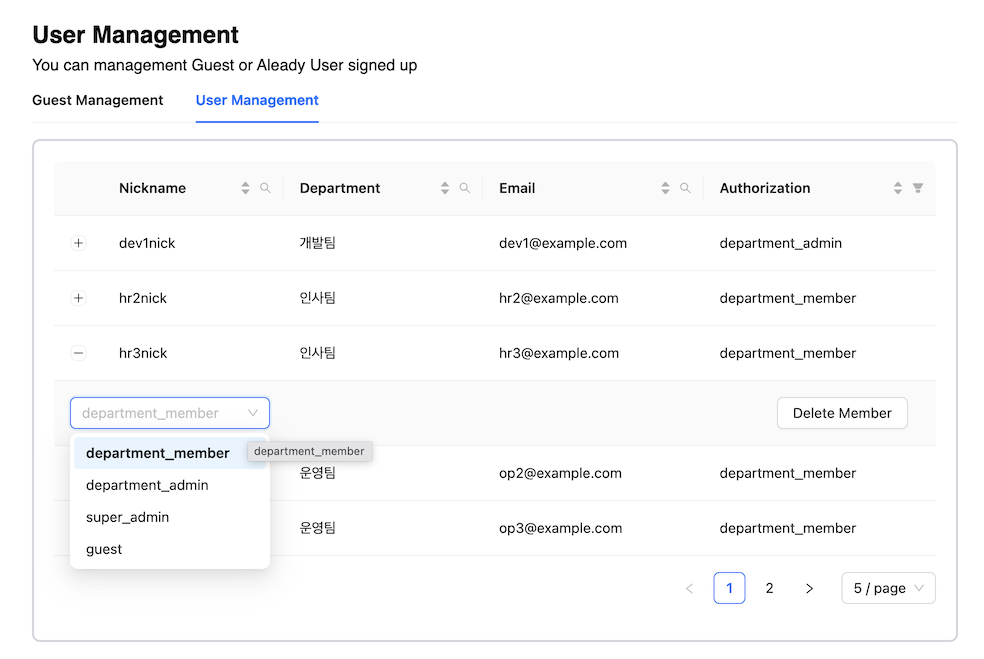 User Management
You can management Guest or Aleady User signed up
Guest Management User Management
Nickname Department Email Authorization
dev1nick 개발팀 dev1@example.com department_admin
hr2nick 인사팀 hr2@example.com department_member
hr3nick 인사팀 hr3@example.com department_member
department_member Delete Member
department_member department_member
운영팀 op2@example.com department_member
department_admin
super_admin
운영팀 op3@example.com department_member
guest
1 2 5 / page